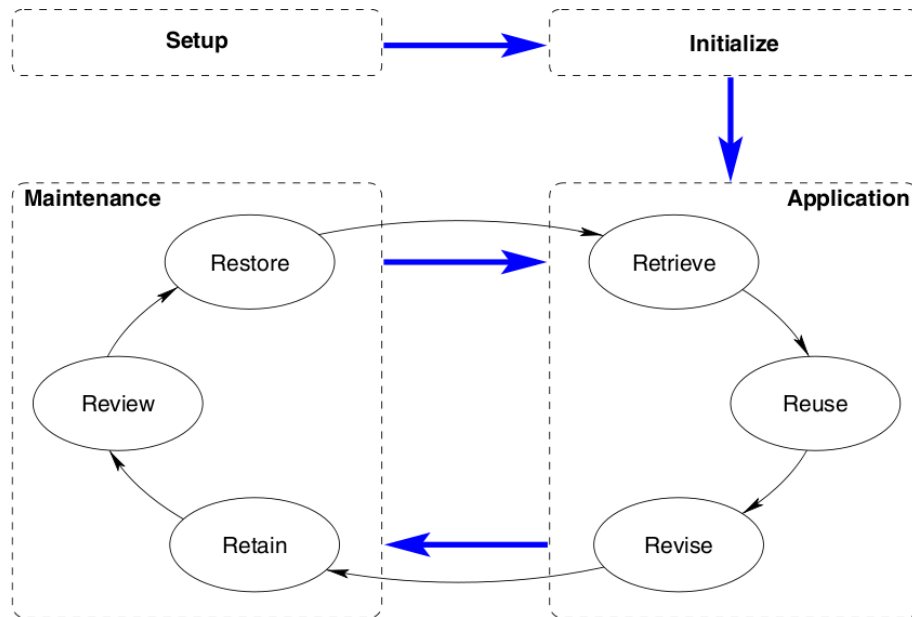 Setup
Initialize
Maintenance
Application
Restore
Retrieve
Review
Reuse
Retain
Revise